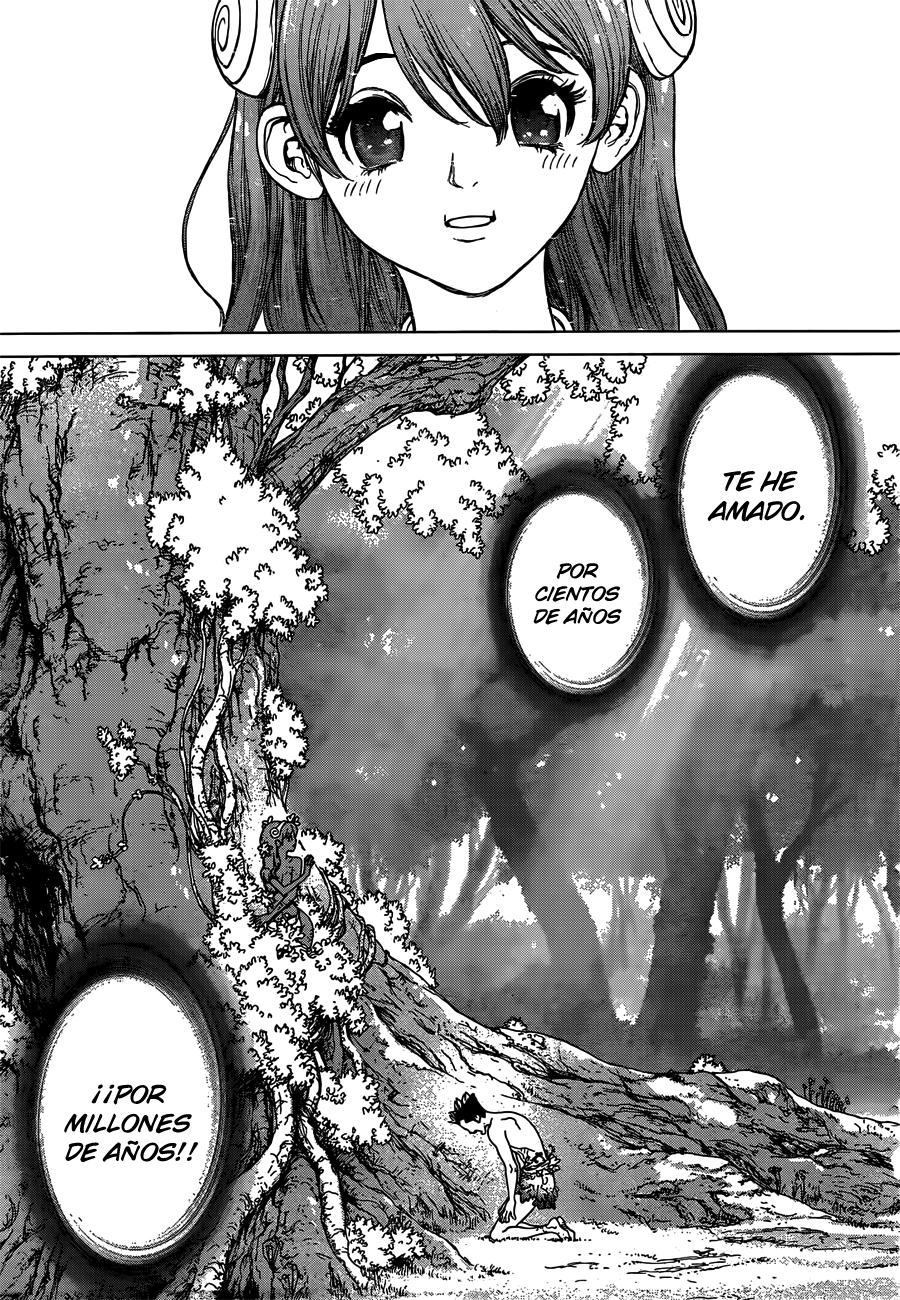 TE HE
AMADO.
POR
CIENTOS
DE AÑOS
¡¡POR
MILLONES
DE AÑOS!!